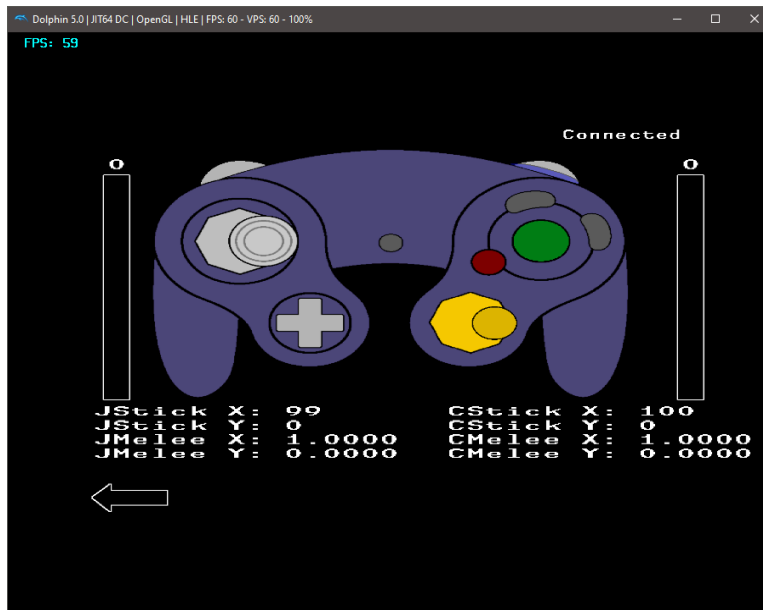 Dolphin 5.0 | JIT64 DC | OpenGL | HLE | FPS: 60 - VPS: 60 - 100%
FPS: 59
Connected
0 0
JStick X: 99 CStick X: 100
JStick Y: 0 CStick Y: 0
JMelee X: 1.0000 CMelee X: 1.0000
JMelee Y: 0.0000 CMelee Y: 0.0000